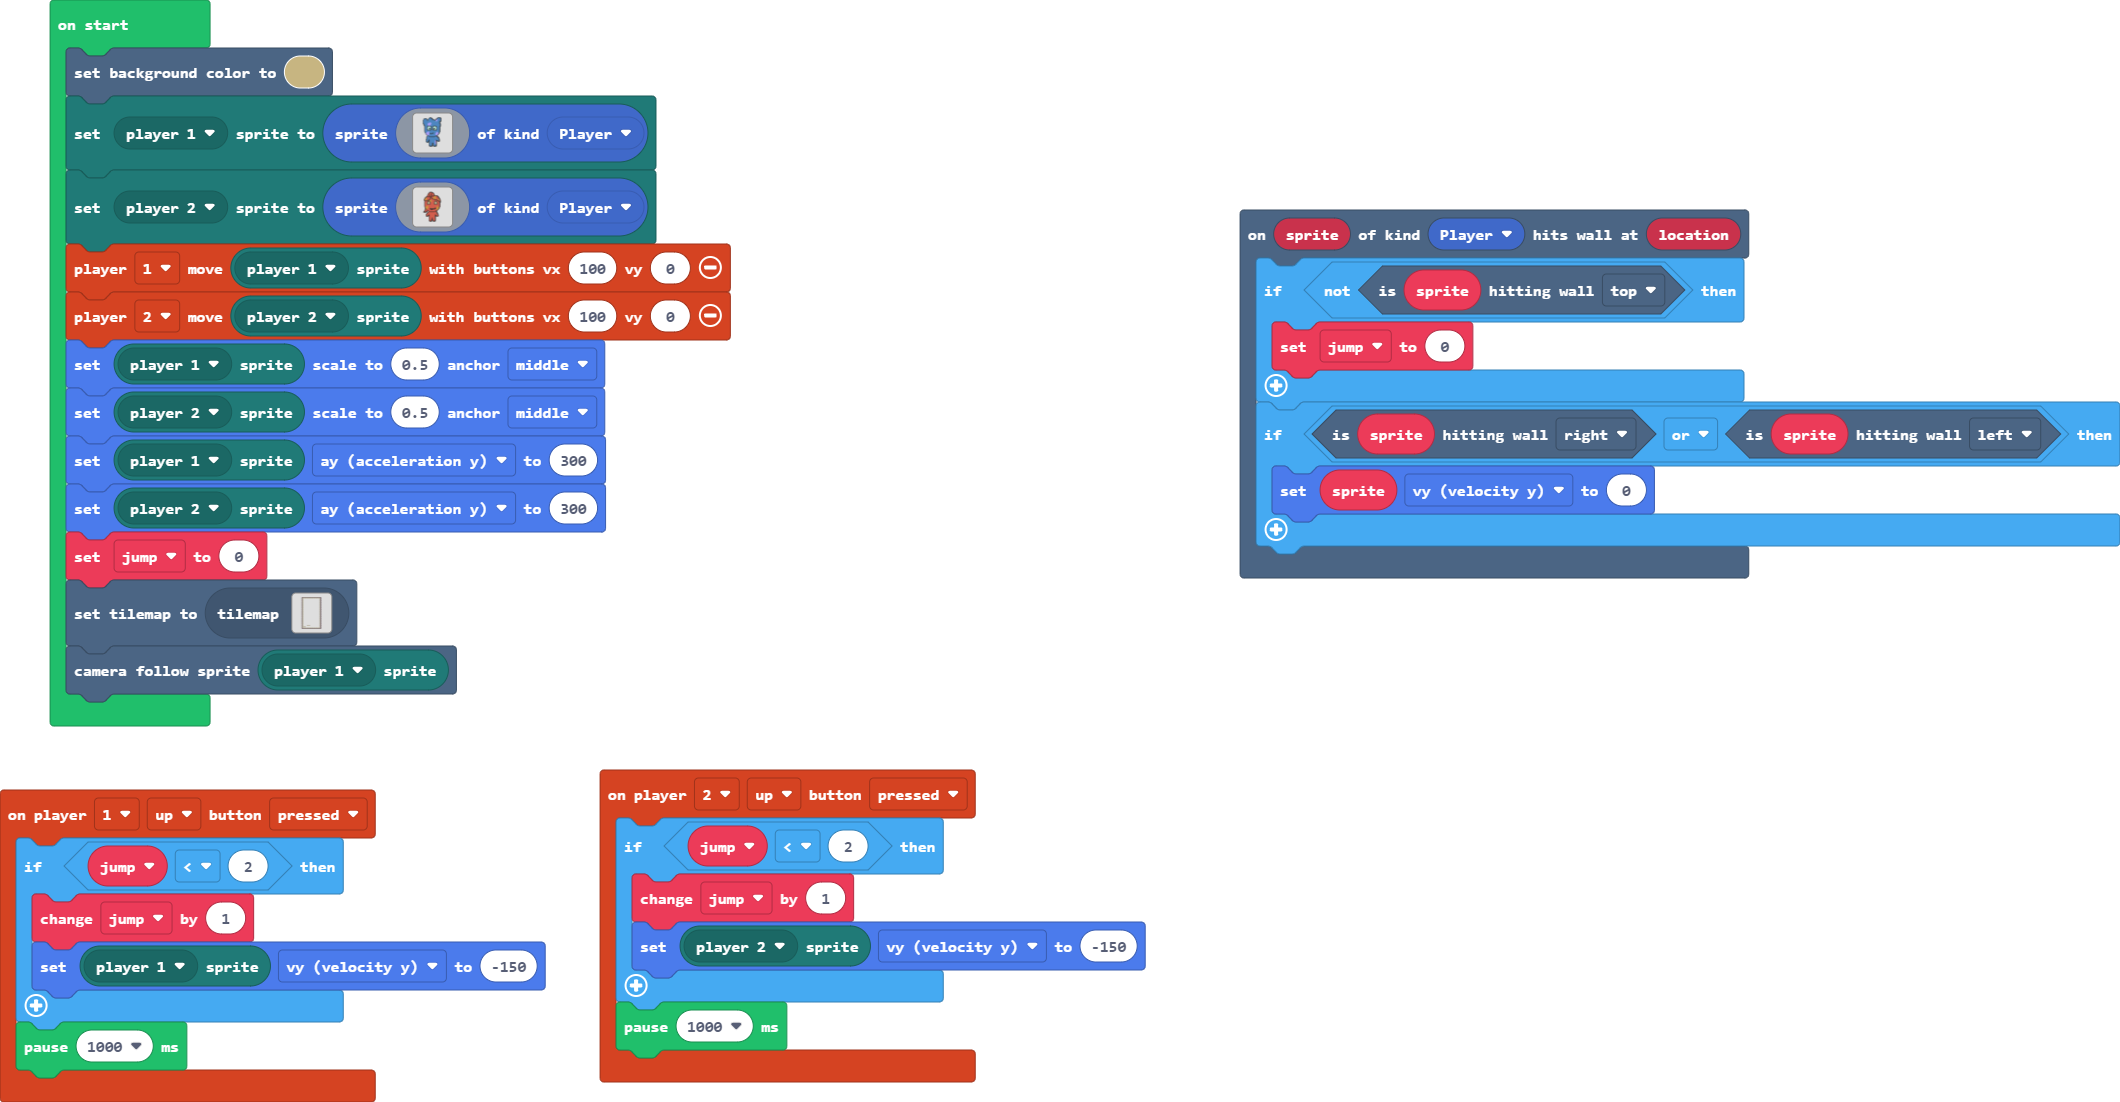 on start
set background color to
set player 1 sprite to sprite of kind Player
set player 2 sprite to sprite of kind Player
player 1 move player 1 sprite with buttons vx 100 vy 0
player 2 move player 2 sprite with buttons vx 100 vy 0
set player 1 sprite scale to 0.5 anchor middle
set player 2 sprite scale to 0.5 anchor middle
set player 1 sprite ay (acceleration y) to 300
set player 2 sprite ay (acceleration y) to 300
set jump to 0
set tilemap to tilemap
camera follow sprite player 1 sprite
on sprite of kind Player hits wall at location
if not is sprite hitting wall top then
set jump to 0
if is sprite hitting wall right or is sprite hitting wall left then
set sprite vy (velocity y) to 0
on player 1 up button pressed
if jump < 2 then
change jump by 1
set player 1 sprite vy (velocity y) to -150
pause 1000 ms
on player 2 up button pressed
if jump < 2 then
change jump by 1
set player 2 sprite vy (velocity y) to -150
pause 1000 ms